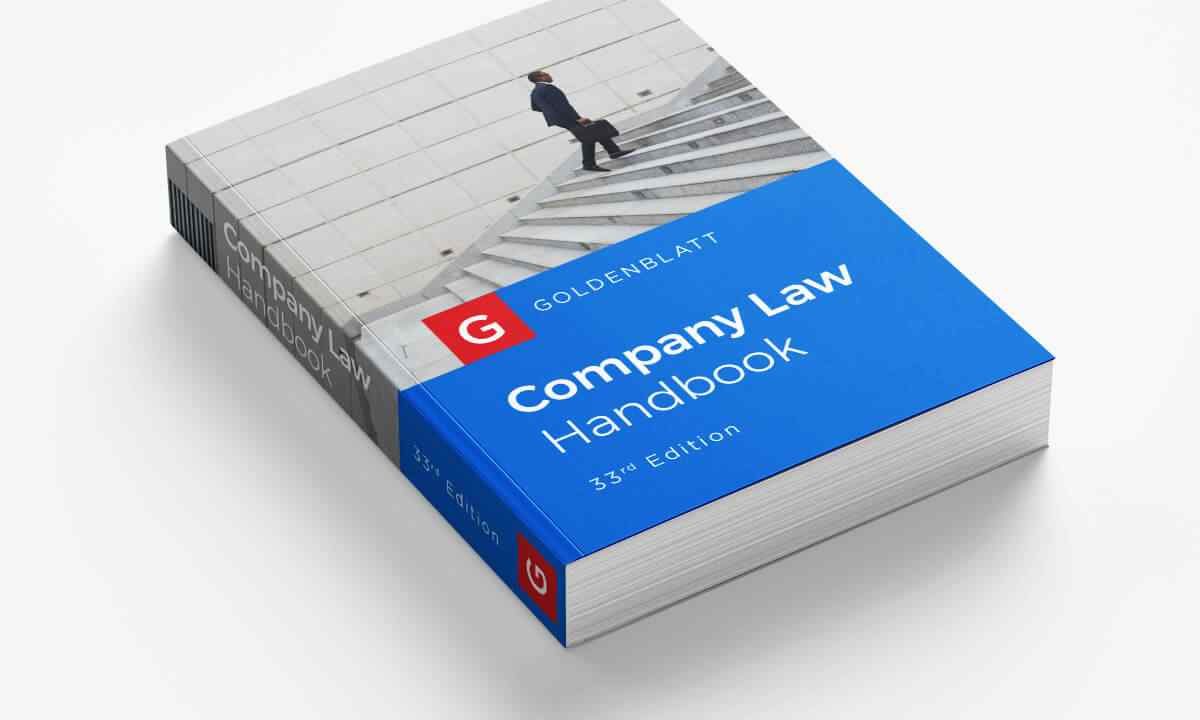 G
GOLDENBLATT
Company Law
Handbook
33rd Edition
Company Law
Handbook
33rd Edition
G